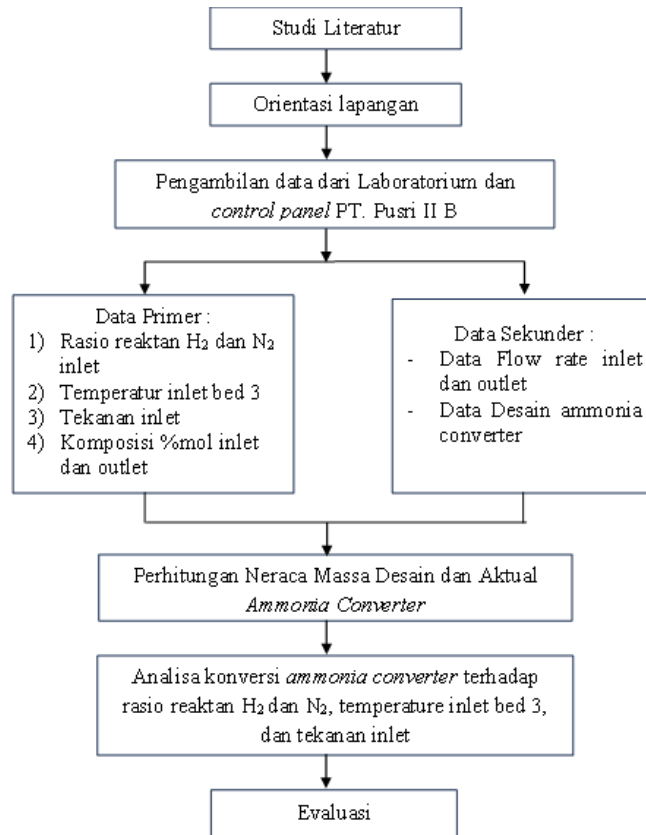 Studi Literatur
Orientasi lapangan
Pengambilan data dari Laboratorium dan
control panel PT. Pusri II B
Data Primer :
1) Rasio reaktan H₂ dan N₂
inlet
2) Temperatur inlet bed 3
3) Tekanan inlet
4) Komposisi %mol inlet
dan outlet
Data Sekunder :
- Data Flow rate inlet
dan outlet
- Data Desain ammonia
converter
Perhitungan Neraca Massa Desain dan Aktual
Ammonia Converter
Analisa konversi ammonia converter terhadap
rasio reaktan H₂ dan N₂, temperature inlet bed 3,
dan tekanan inlet
Evaluasi